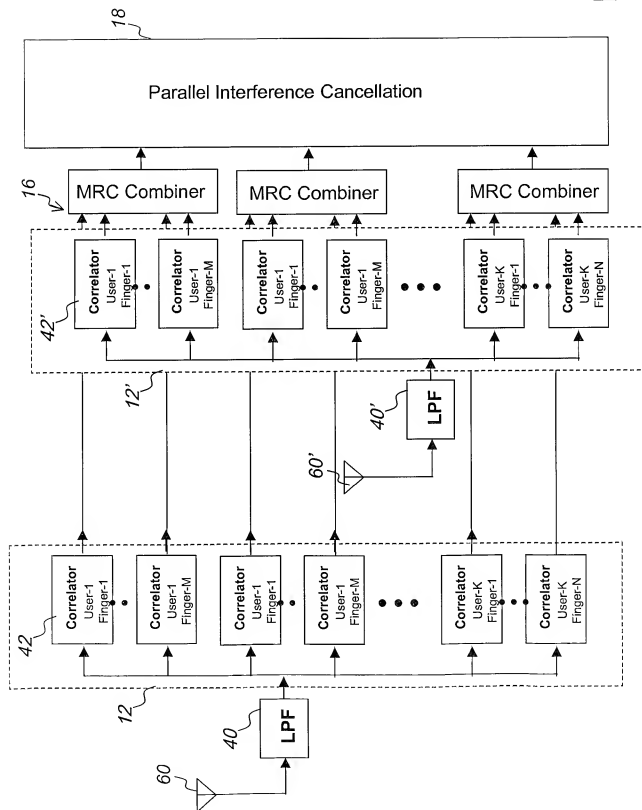 18
Parallel Interference Cancellation
16
MRC Combiner
MRC Combiner
MRC Combiner
42'
Correlator
User-1
Finger-1
Correlator
User-1
Finger-M
Correlator
User-1
Finger-1
Correlator
User-1
Finger-M
Correlator
User-K
Finger-1
Correlator
User-K
Finger-N
12'
40'
LPF
60'
42
Correlator
User-1
Finger-1
Correlator
User-1
Finger-M
Correlator
User-1
Finger-1
Correlator
User-1
Finger-M
Correlator
User-K
Finger-1
Correlator
User-K
Finger-N
12
40
LPF
60